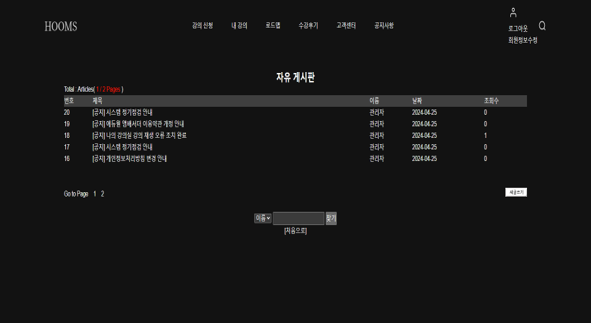 HOOMS
강의 신청 내 강의 로드맵 수강후기 고객센터 공지사항
로그아웃
회원정보수정
자유 게시판
Total : Articles( 1 / 2 Pages )
번호 제목 이름 날짜 조회수
20 [공지] 시스템 정기점검 안내 관리자 2024-04-25 0
19 [공지] 에듀윌 앱해서디 이용약관 개정 안내 관리자 2024-04-25 0
18 [공지] 나의 강의실 강의 재생 오류 조치 완료 관리자 2024-04-25 1
17 [공지] 시스템 정기점검 안내 관리자 2024-04-25 0
16 [공지] 개인정보처리방침 변경 안내 관리자 2024-04-25 0
Go to Page 1 2
새글쓰기
이름 찾기
[처음으로]